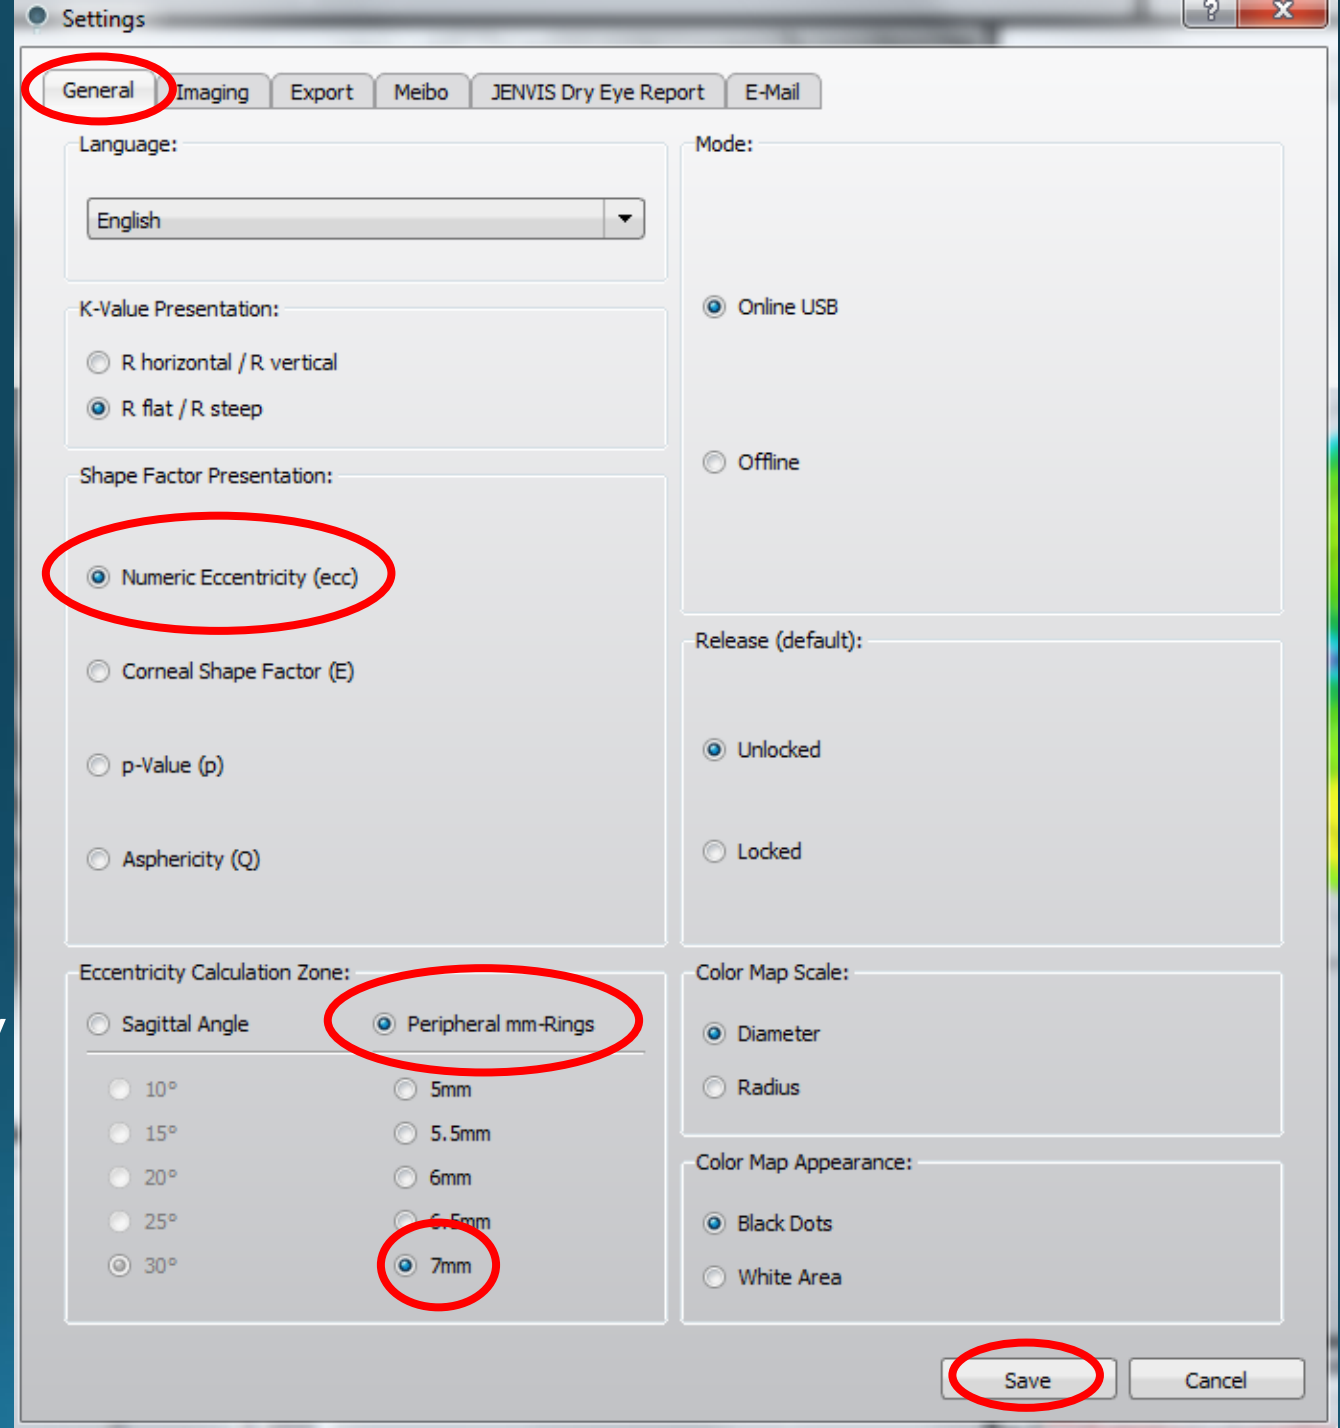 Settings
?
General Imaging Export Meibo JENVIS Dry Eye Report E-Mail
Language:
English
K-Value Presentation:
R horizontal / R vertical
R flat / R steep
Shape Factor Presentation:
Numeric Eccentricity (ecc)
Corneal Shape Factor (E)
p-Value (p)
Asphericity (Q)
Eccentricity Calculation Zone:
Sagittal Angle Peripheral mm-Rings
10° 5mm
15° 5.5mm
20° 6mm
25° 6.5mm
30° 7mm
Mode:
Online USB
Offline
Release (default):
Unlocked
Locked
Color Map Scale:
Diameter
Radius
Color Map Appearance:
Black Dots
White Area
Save Cancel